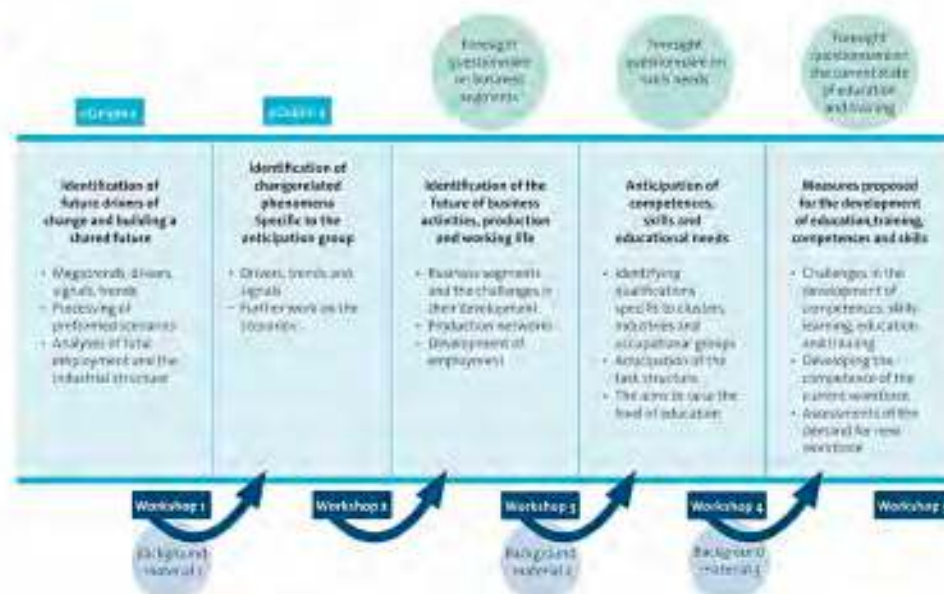 Foresight
questionnaire
on business
segments
Foresight
questionnaire on
skills needs
Foresight
questionnaire on
the current state
of education
and training
Identification of
future drivers of
change and building a
shared future
• Megatrends, drivers,
signals, trends
• Processing of
preformed scenarios
• Analyses of total
employment and the
industrial structure
Identification of
changerelated
phenomena
Specific to the
anticipation group
• Drivers, trends and
signals
• Further work on the
scenarios
Identification of the
future of business
activities, production
and working life
• Business segments
and the challenges in
their development
• Production networks
• Development of
employment
Anticipation of
competences,
skills and
educational needs
• Identifying
qualifications
specific to clusters,
industries and
occupational groups
• Anticipation of the
task structure
• The aims to raise the
level of education
Measures proposed
for the development
of education,training,
competences and skills
• Challenges in the
development of
competences, skills
learning, education
and training
• Developing the
competence of the
current workforce
• Assessments of the
demand for new
workforce
Workshop 1
Workshop 2
Workshop 3
Workshop 4
Workshop
Background
material 1
Background
material 2
Background
material 3